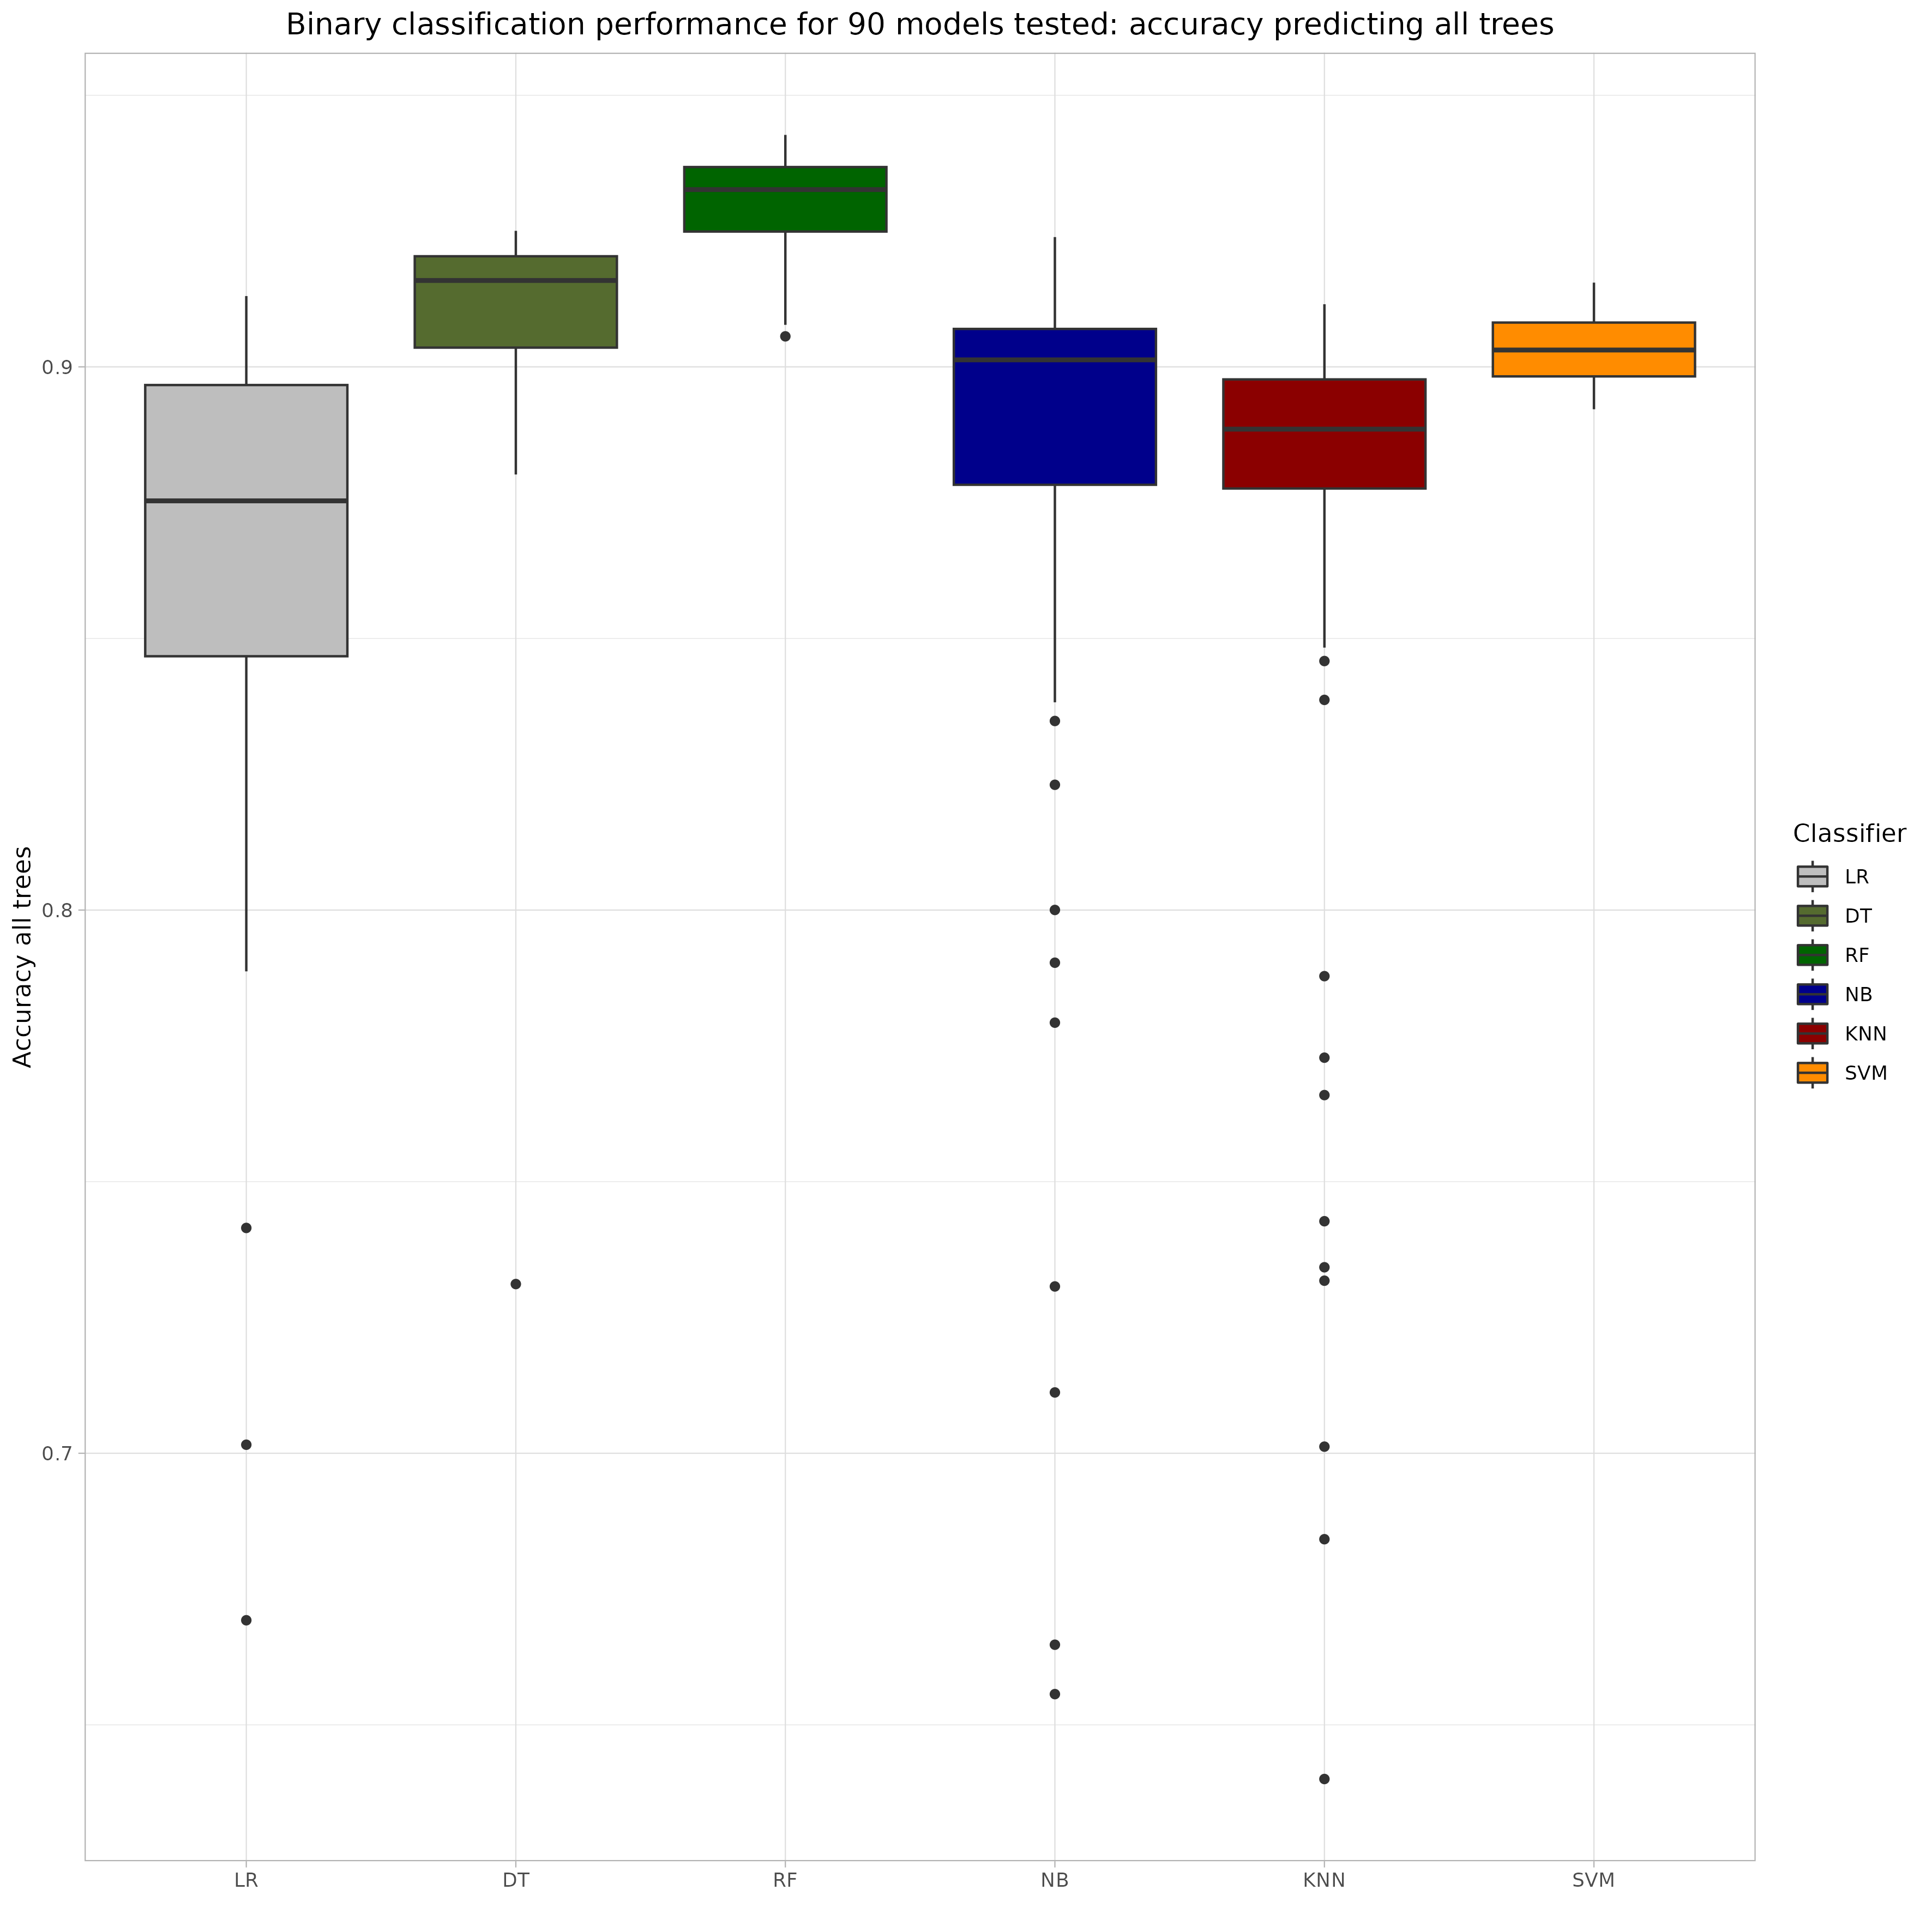 Binary classification performance for 90 models tested: accuracy predicting all trees
Accuracy all trees
0.9
0.8
0.7
LR
DT
RF
NB
KNN
SVM
Classifier
LR
DT
RF
NB
KNN
SVM